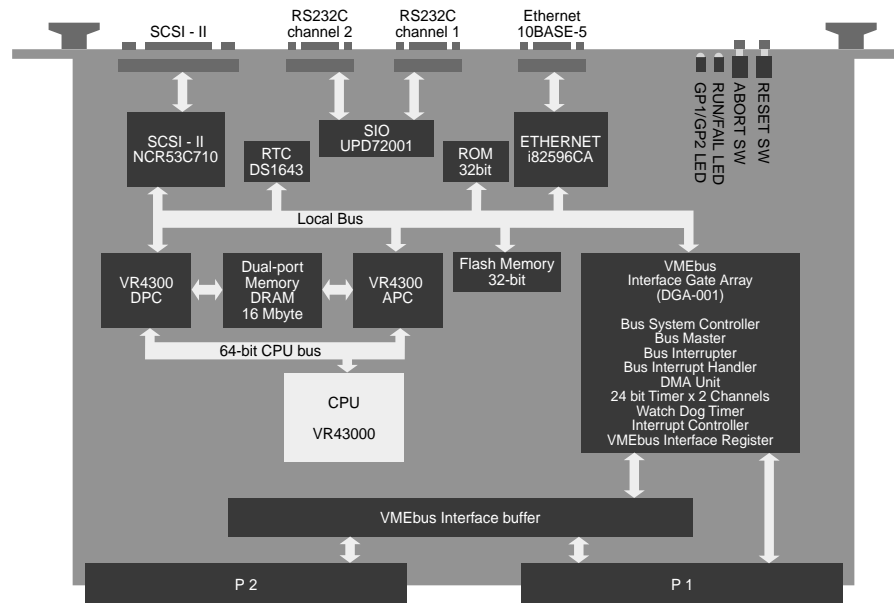 SCSI - II
RS232C
channel 2
RS232C
channel 1
Ethernet
10BASE-5
GP1/GP2 LED
RUN/FAIL LED
ABORT SW
RESET SW
SCSI - II
NCR53C710
RTC
DS1643
SIO
UPD72001
ROM
32bit
ETHERNET
i82596CA
Local Bus
VR4300
DPC
Dual-port
Memory
DRAM
16 Mbyte
VR4300
APC
Flash Memory
32-bit
VMEbus
Interface Gate Array
(DGA-001)
Bus System Controller
Bus Master
Bus Interrupter
Bus Interrupt Handler
DMA Unit
24 bit Timer x 2 Channels
Watch Dog Timer
Interrupt Controller
VMEbus Interface Register
64-bit CPU bus
CPU
VR43000
VMEbus Interface buffer
P 2
P 1